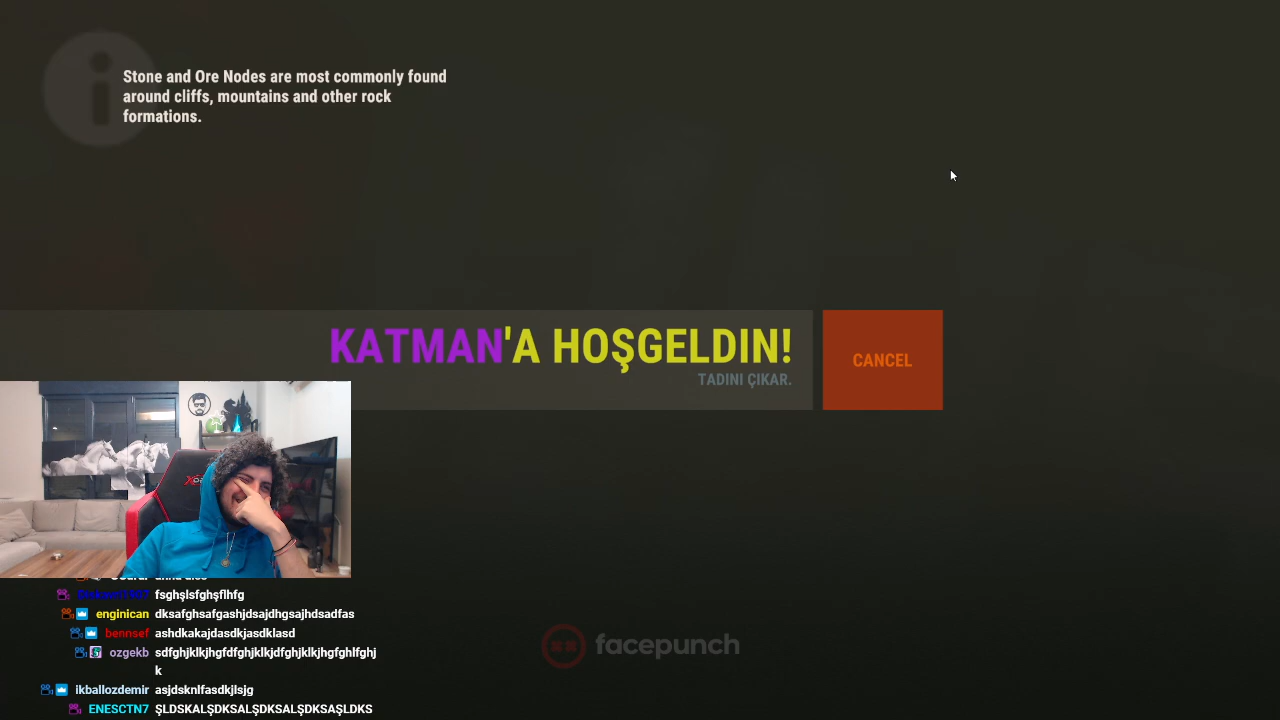 Stone and Ore Nodes are most commonly found
around cliffs, mountains and other rock
formations.
KATMAN'A HOŞGELDIN!
TADINI ÇIKAR.
CANCEL
fsghşlsfghşflhfg
enginican dksafghsafgashjdsajdhgsajhdsadfas
bennsef ashdkakajdasdkjasdklasd
ozgekb sdfghjklkjhgfdfghjklkjdfghjklkjhgfghlfghj
k
ikballozdemir asjdsknlfasdkjlsjg
ENESCTN7 ŞLDSKALŞDKSALŞDKSALŞDKSAŞLDKS
facepunch